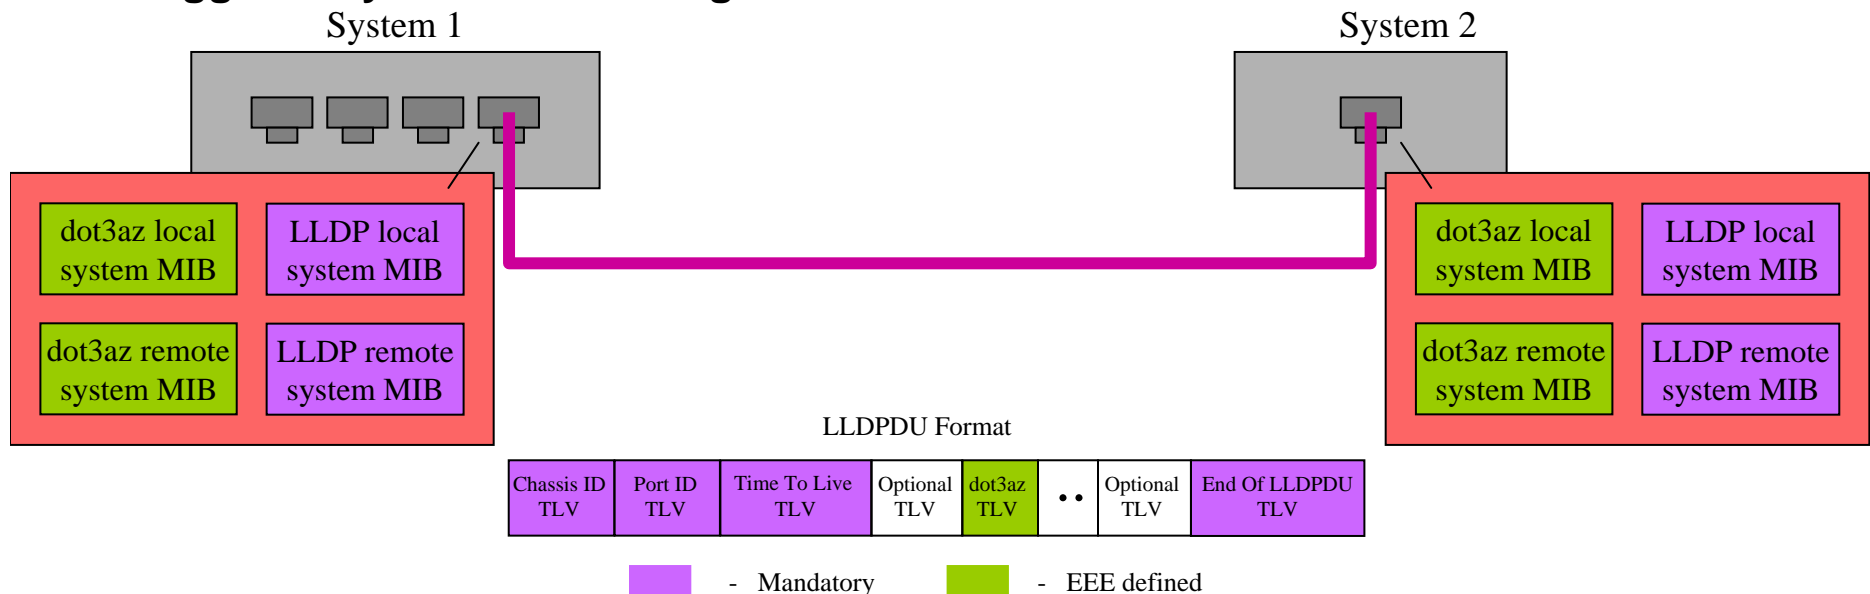 System 1
System 2
dot3az local
system MIB
LLDP local
system MIB
dot3az remote
system MIB
LLDP remote
system MIB
dot3az local
system MIB
LLDP local
system MIB
dot3az remote
system MIB
LLDP remote
system MIB
LLDPDU Format
Chassis ID
TLV
Port ID
TLV
Time To Live
TLV
Optional
TLV
dot3az
TLV
..
Optional
TLV
End Of LLDPDU
TLV
- Mandatory
- EEE defined